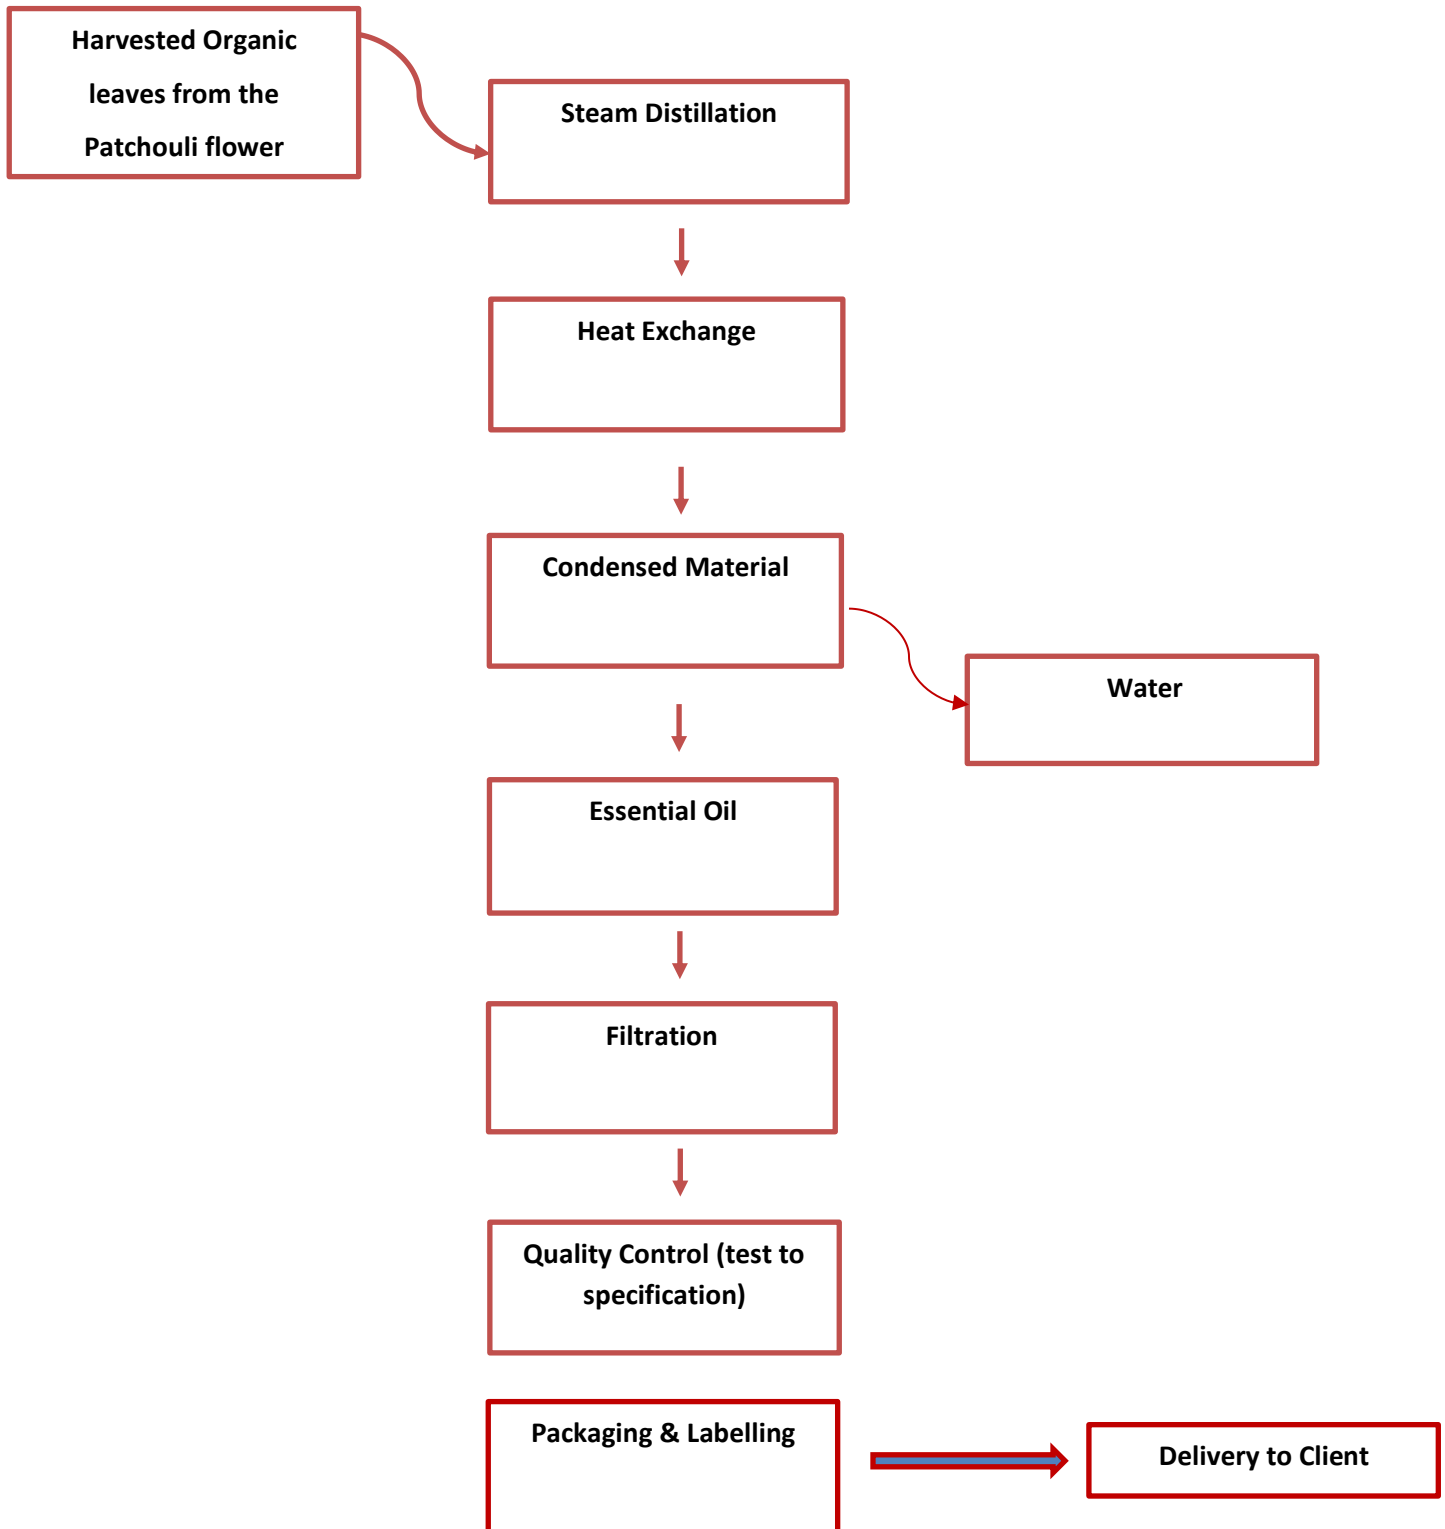 Harvested Organic
leaves from the
Patchouli flower
Steam Distillation
Heat Exchange
Condensed Material
Water
Essential Oil
Filtration
Quality Control (test to
specification)
Packaging & Labelling
Delivery to Client